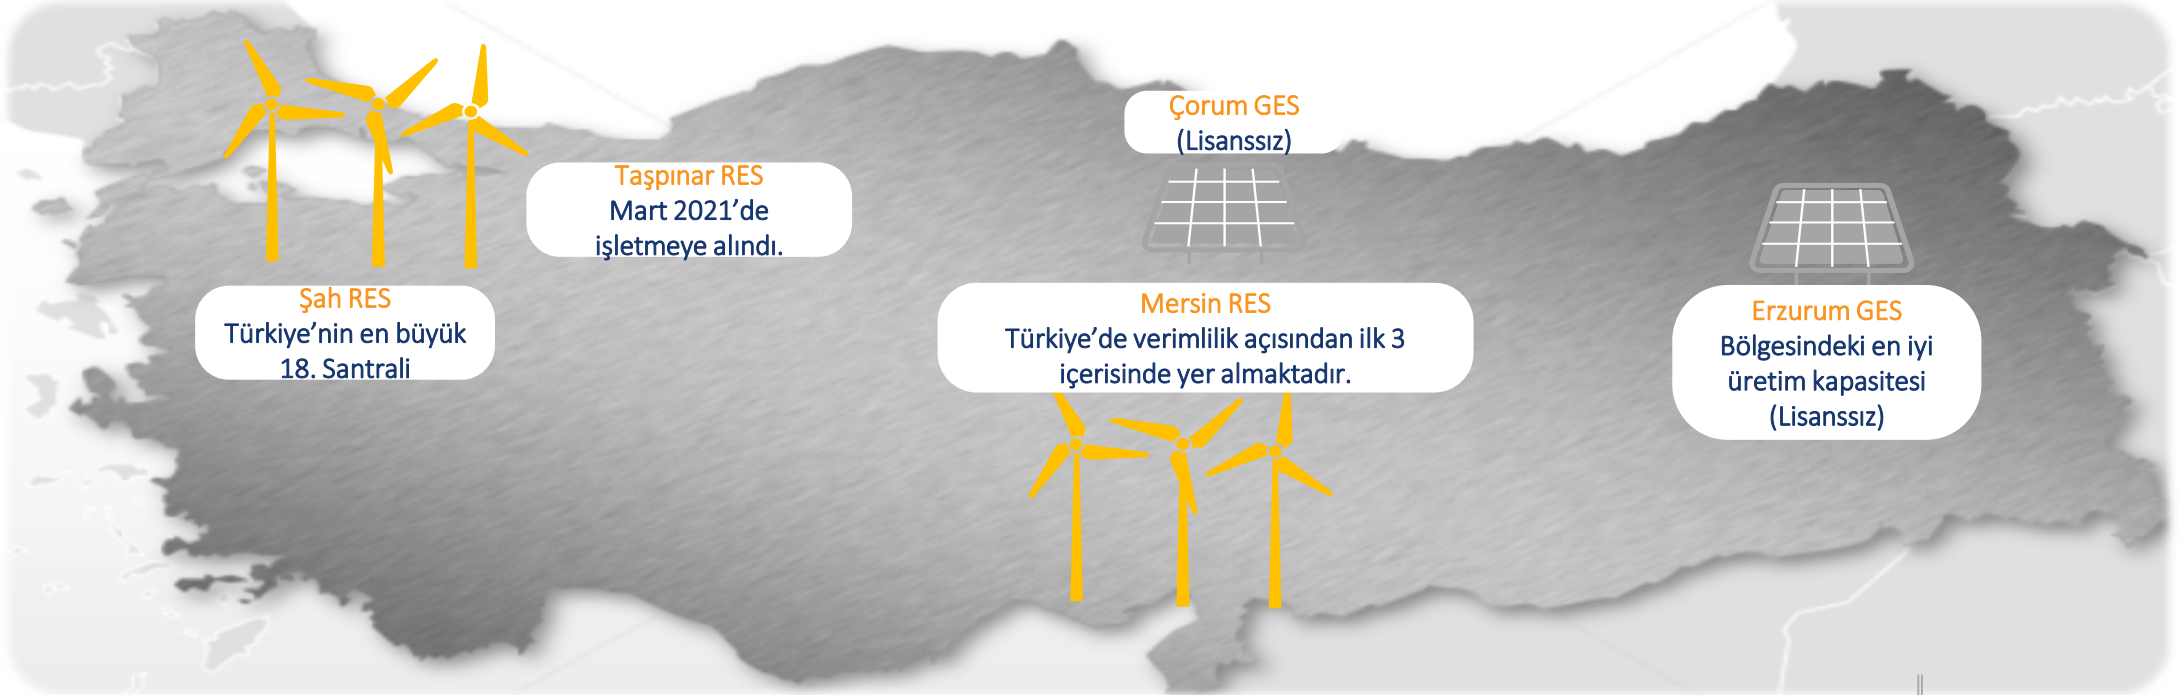 Çorum GES
(Lisanssız)
Taşpınar RES
Mart 2021’de
işletmeye alındı.
Şah RES
Türkiye’nin en büyük
18. Santrali
Mersin RES
Türkiye’de verimlilik açısından ilk 3
içerisinde yer almaktadır.
Erzurum GES
Bölgesindeki en iyi
üretim kapasitesi
(Lisanssız)